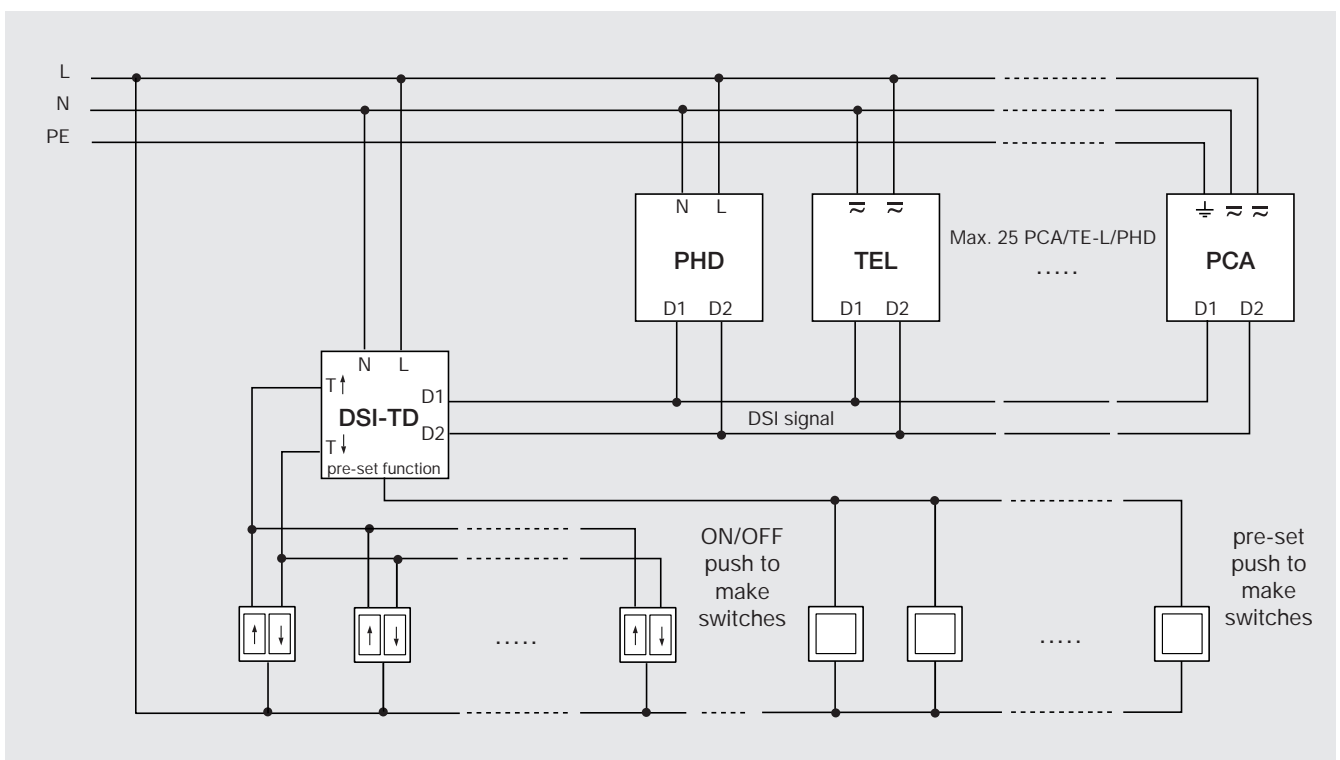 L
N
PE
N L
PHD
D1 D2
TEL
D1 D2
Max. 25 PCA/TE-L/PHD
.....
PCA
D1 D2
N L
T↑
D1
DSI-TD
D2
T↓
pre-set function
DSI signal
ON/OFF
push to
make
switches
pre-set
push to
make
switches
↑ ↓
↑ ↓
.....
↑ ↓
.....